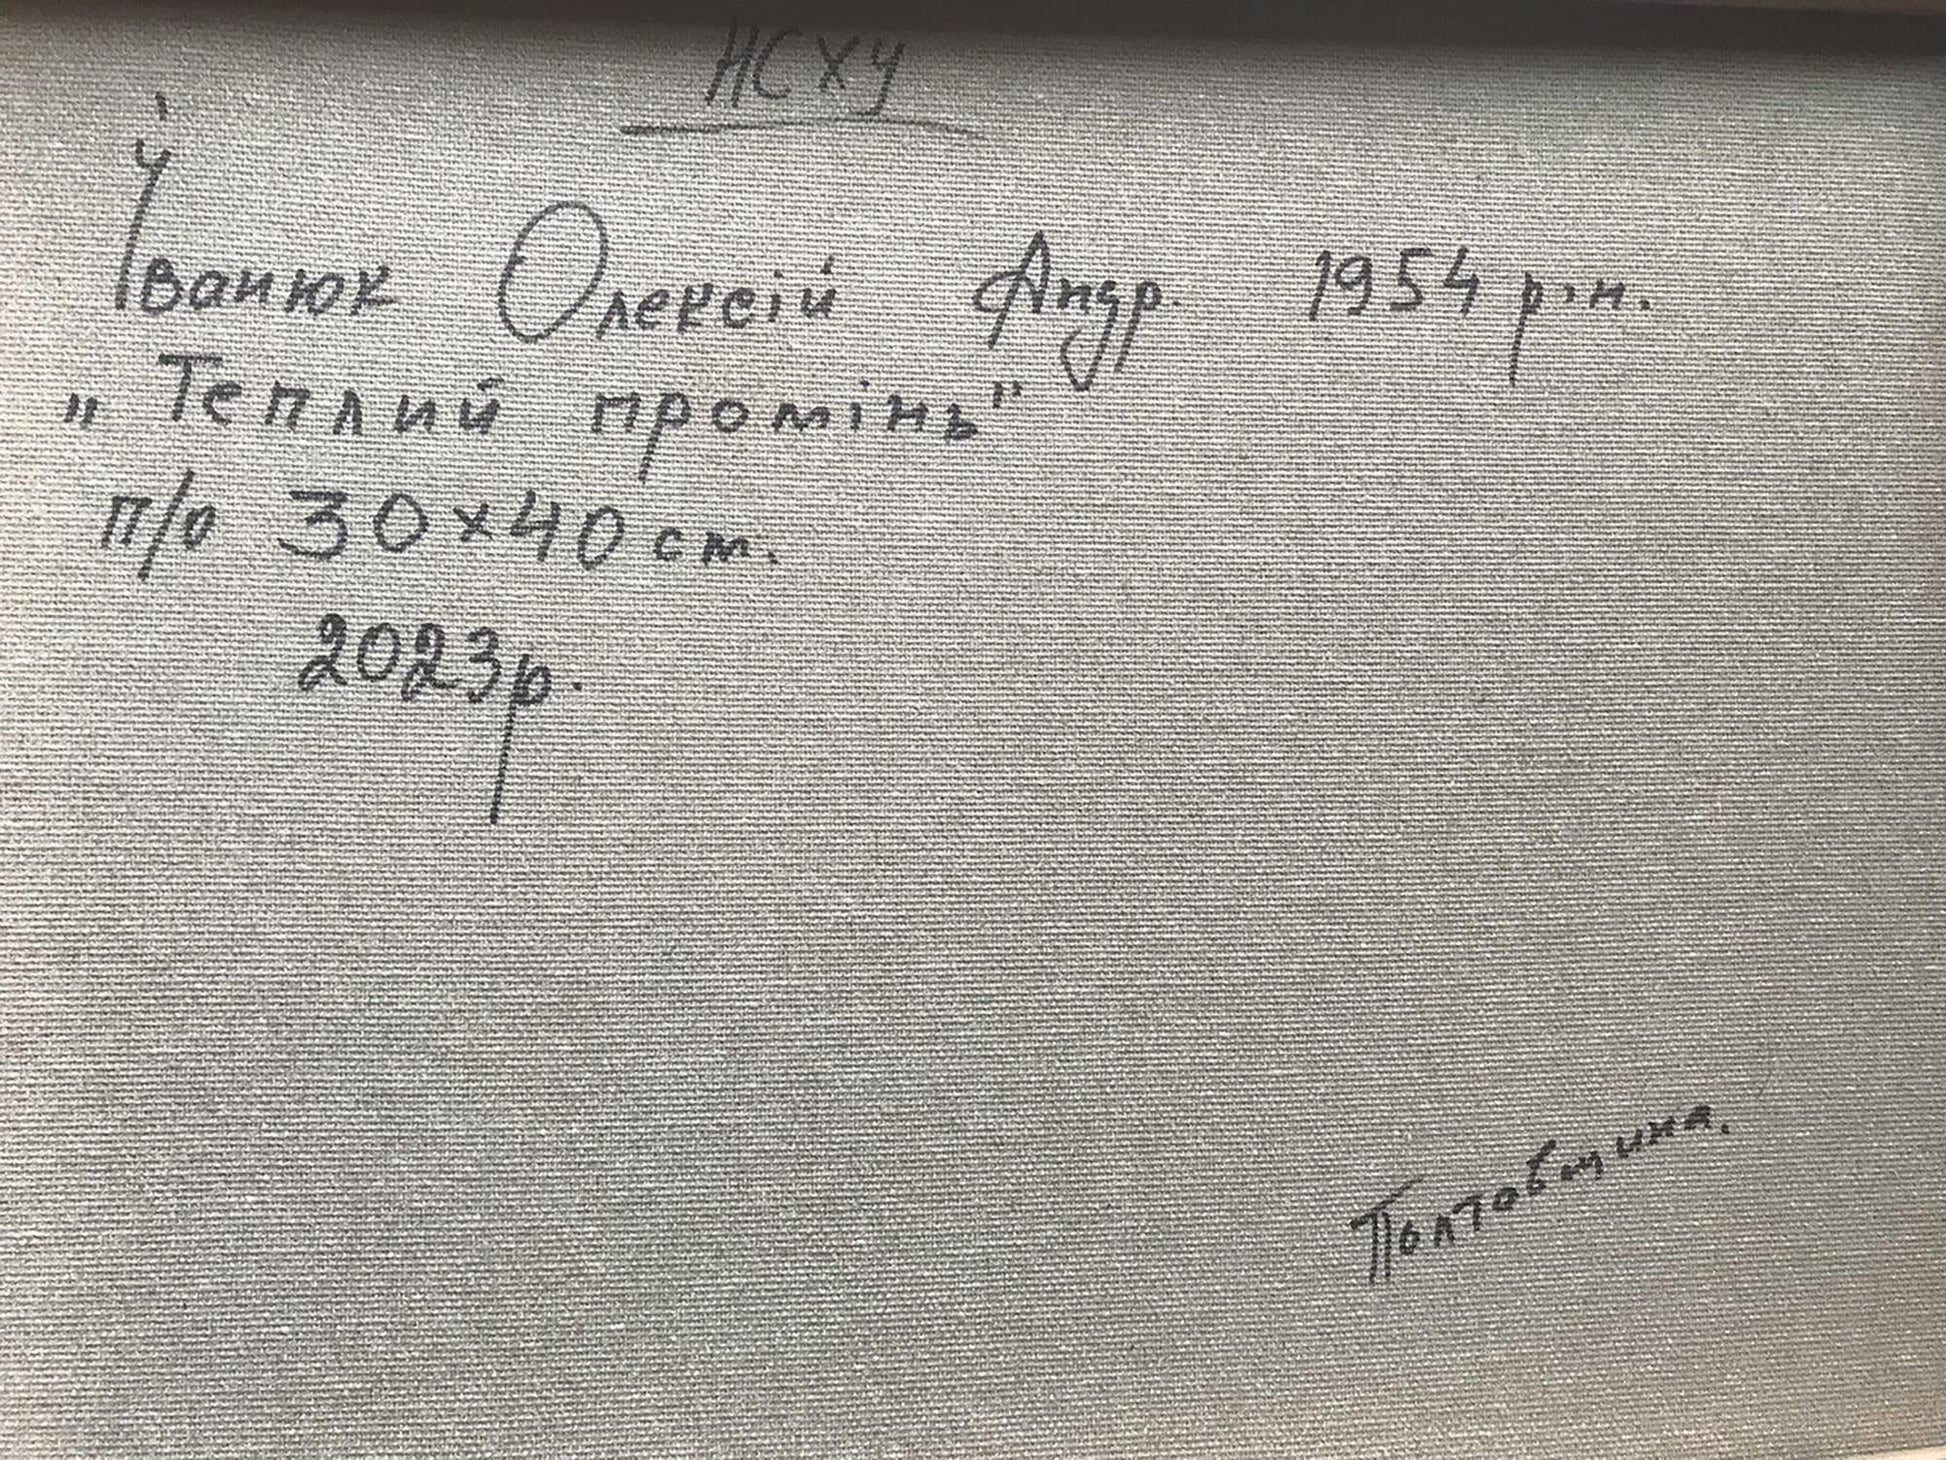 НСХУ
Іванюк Олексій Андр. 1954 р.н.
„Теплий промінь"
п/о 30×40 см.
2023р.
Полтавщина.